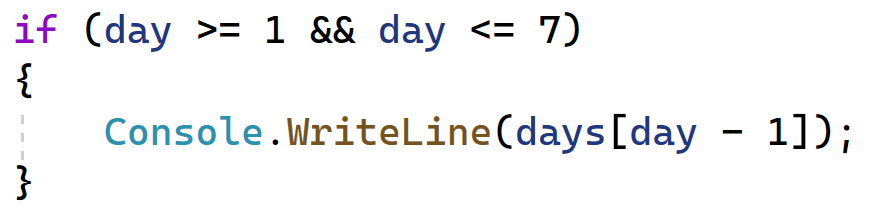 if (day >= 1 && day <= 7)
{
    Console.WriteLine(days[day - 1]);
}